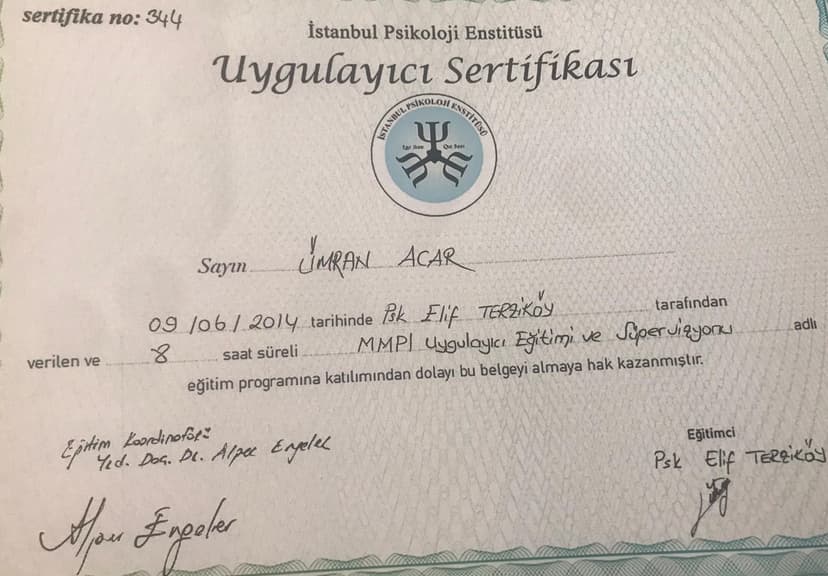 sertifika no: 344
İstanbul Psikoloji Enstitüsü
Uygulayıcı Sertifikası
İSTANBUL PSİKOLOJİ ENSTİTÜSÜ
Sayın ÜMRAN ACAR
09/06/2014 tarihinde Psk Elif TERZİKÖY tarafından
verilen ve 8 saat süreli MMPI Uygulayıcı Eğitimi ve Süpervizyonu adlı
eğitim programına katılımından dolayı bu belgeyi almaya hak kazanmıştır.
Eğitim Koordinatörü
Yrd. Doç. Dr. Alper Engeler
Alper Engeler
Eğitimci
Psk Elif TERZİKÖY